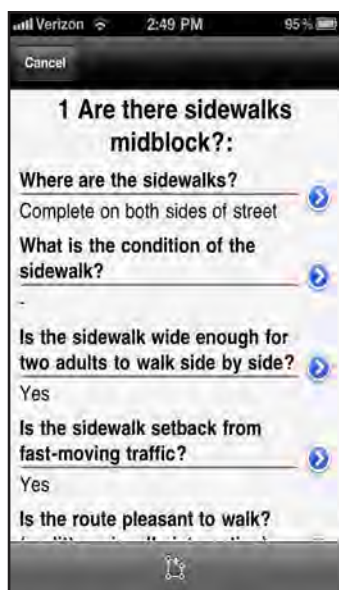 Verizon 2:49 PM 95%
Cancel
1 Are there sidewalks
midblock?:
Where are the sidewalks?
Complete on both sides of street
What is the condition of the
sidewalk?
-
Is the sidewalk wide enough for
two adults to walk side by side?
Yes
Is the sidewalk setback from
fast-moving traffic?
Yes
Is the route pleasant to walk?